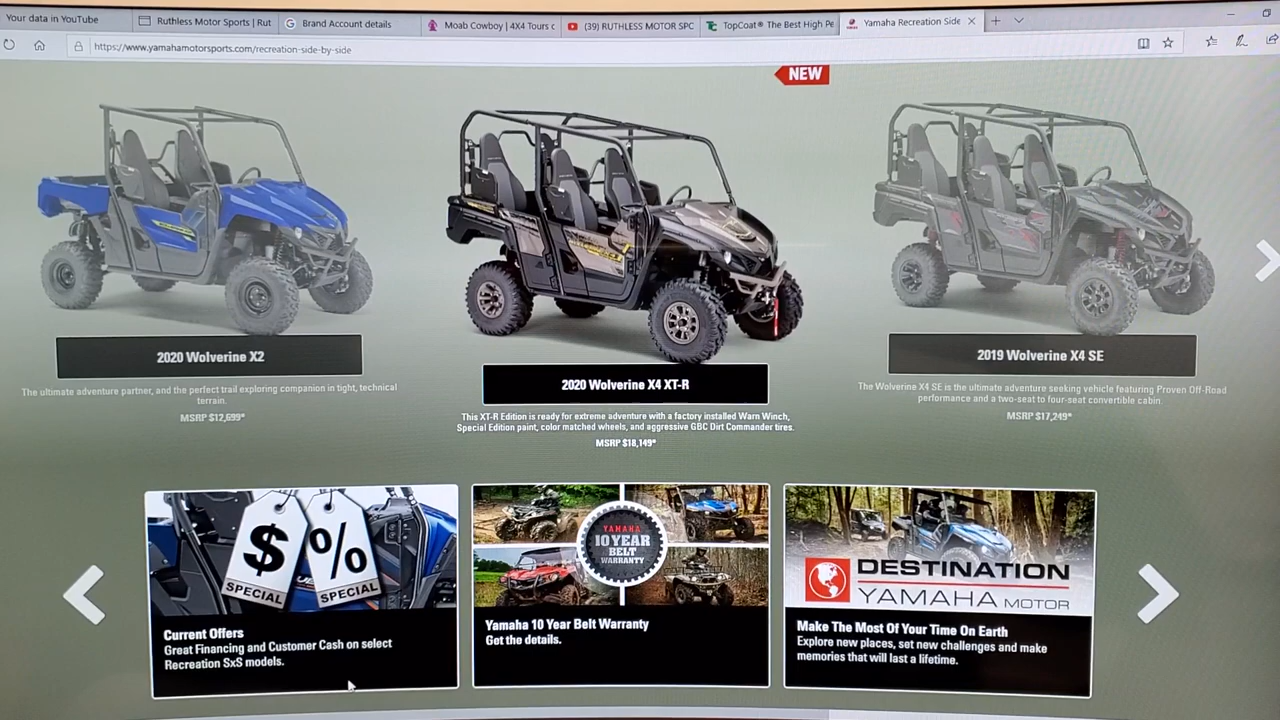 Your data in YouTube
Ruthless Motor Sports | Rut
Brand Account details
Moab Cowboy | 4X4 Tours c
(39) RUTHLESS MOTOR SPC
TopCoat® The Best High Pe
Yamaha Recreation Side
https://www.yamahamotorsports.com/recreation-side-by-side
NEW
2020 Wolverine X2
The ultimate adventure partner, and the perfect trail exploring companion in tight, technical
terrain.
MSRP $12,699*
2020 Wolverine X4 XT-R
This XT-R Edition is ready for extreme adventure with a factory installed Warn Winch,
Special Edition paint, color matched wheels, and aggressive GBC Dirt Commander tires.
MSRP $18,149*
2019 Wolverine X4 SE
The Wolverine X4 SE is the ultimate adventure seeking vehicle featuring Proven Off-Road
performance and a two-seat to four-seat convertible cabin.
MSRP $17,249*
$ %
SPECIAL SPECIAL
Current Offers
Great Financing and Customer Cash on select
Recreation SxS models.
YAMAHA
10 YEAR
BELT
WARRANTY
Yamaha 10 Year Belt Warranty
Get the details.
DESTINATION
YAMAHA MOTOR
Make The Most Of Your Time On Earth
Explore new places, set new challenges and make
memories that will last a lifetime.